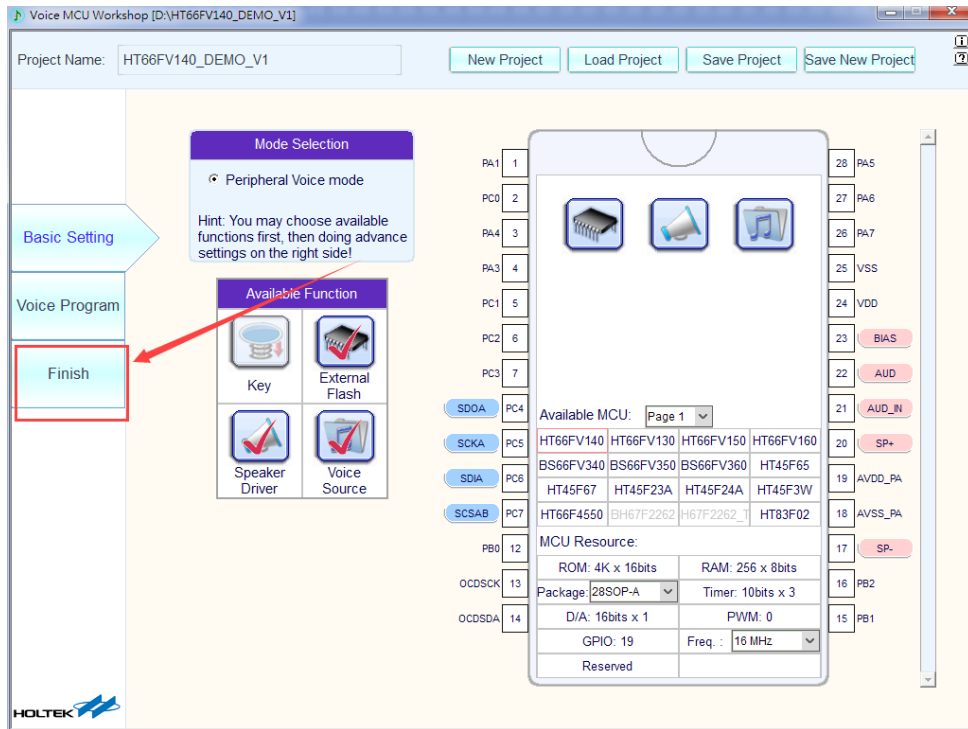 Voice MCU Workshop [D:\HT66FV140_DEMO_V1]
Project Name: HT66FV140_DEMO_V1
New Project
Load Project
Save Project
Save New Project
Basic Setting
Voice Program
Finish
Mode Selection
Peripheral Voice mode
Hint: You may choose available
functions first, then doing advance
settings on the right side!
Available Function
Key
External
Flash
Speaker
Driver
Voice
Source
PA1 1
PC0 2
PA4 3
PA3 4
PC1 5
PC2 6
PC3 7
SDOA PC4
SCKA PC5
SDIA PC6
SCSAB PC7
PB0 12
OCDSCK 13
OCDSDA 14
28 PA5
27 PA6
26 PA7
25 VSS
24 VDD
23 BIAS
22 AUD
21 AUD_IN
20 SP+
19 AVDD_PA
18 AVSS_PA
17 SP-
16 PB2
15 PB1
Available MCU: Page 1
HT66FV140 HT66FV130 HT66FV150 HT66FV160
BS66FV340 BS66FV350 BS66FV360 HT45F65
HT45F67 HT45F23A HT45F24A HT45F3W
HT66F4550 BH67F2262 H67F2262_T HT83F02
MCU Resource:
ROM: 4K x 16bits RAM: 256 x 8bits
Package: 28SOP-A Timer: 10bits x 3
D/A: 16bits x 1 PWM: 0
GPIO: 19 Freq. : 16 MHz
Reserved
HOLTEK